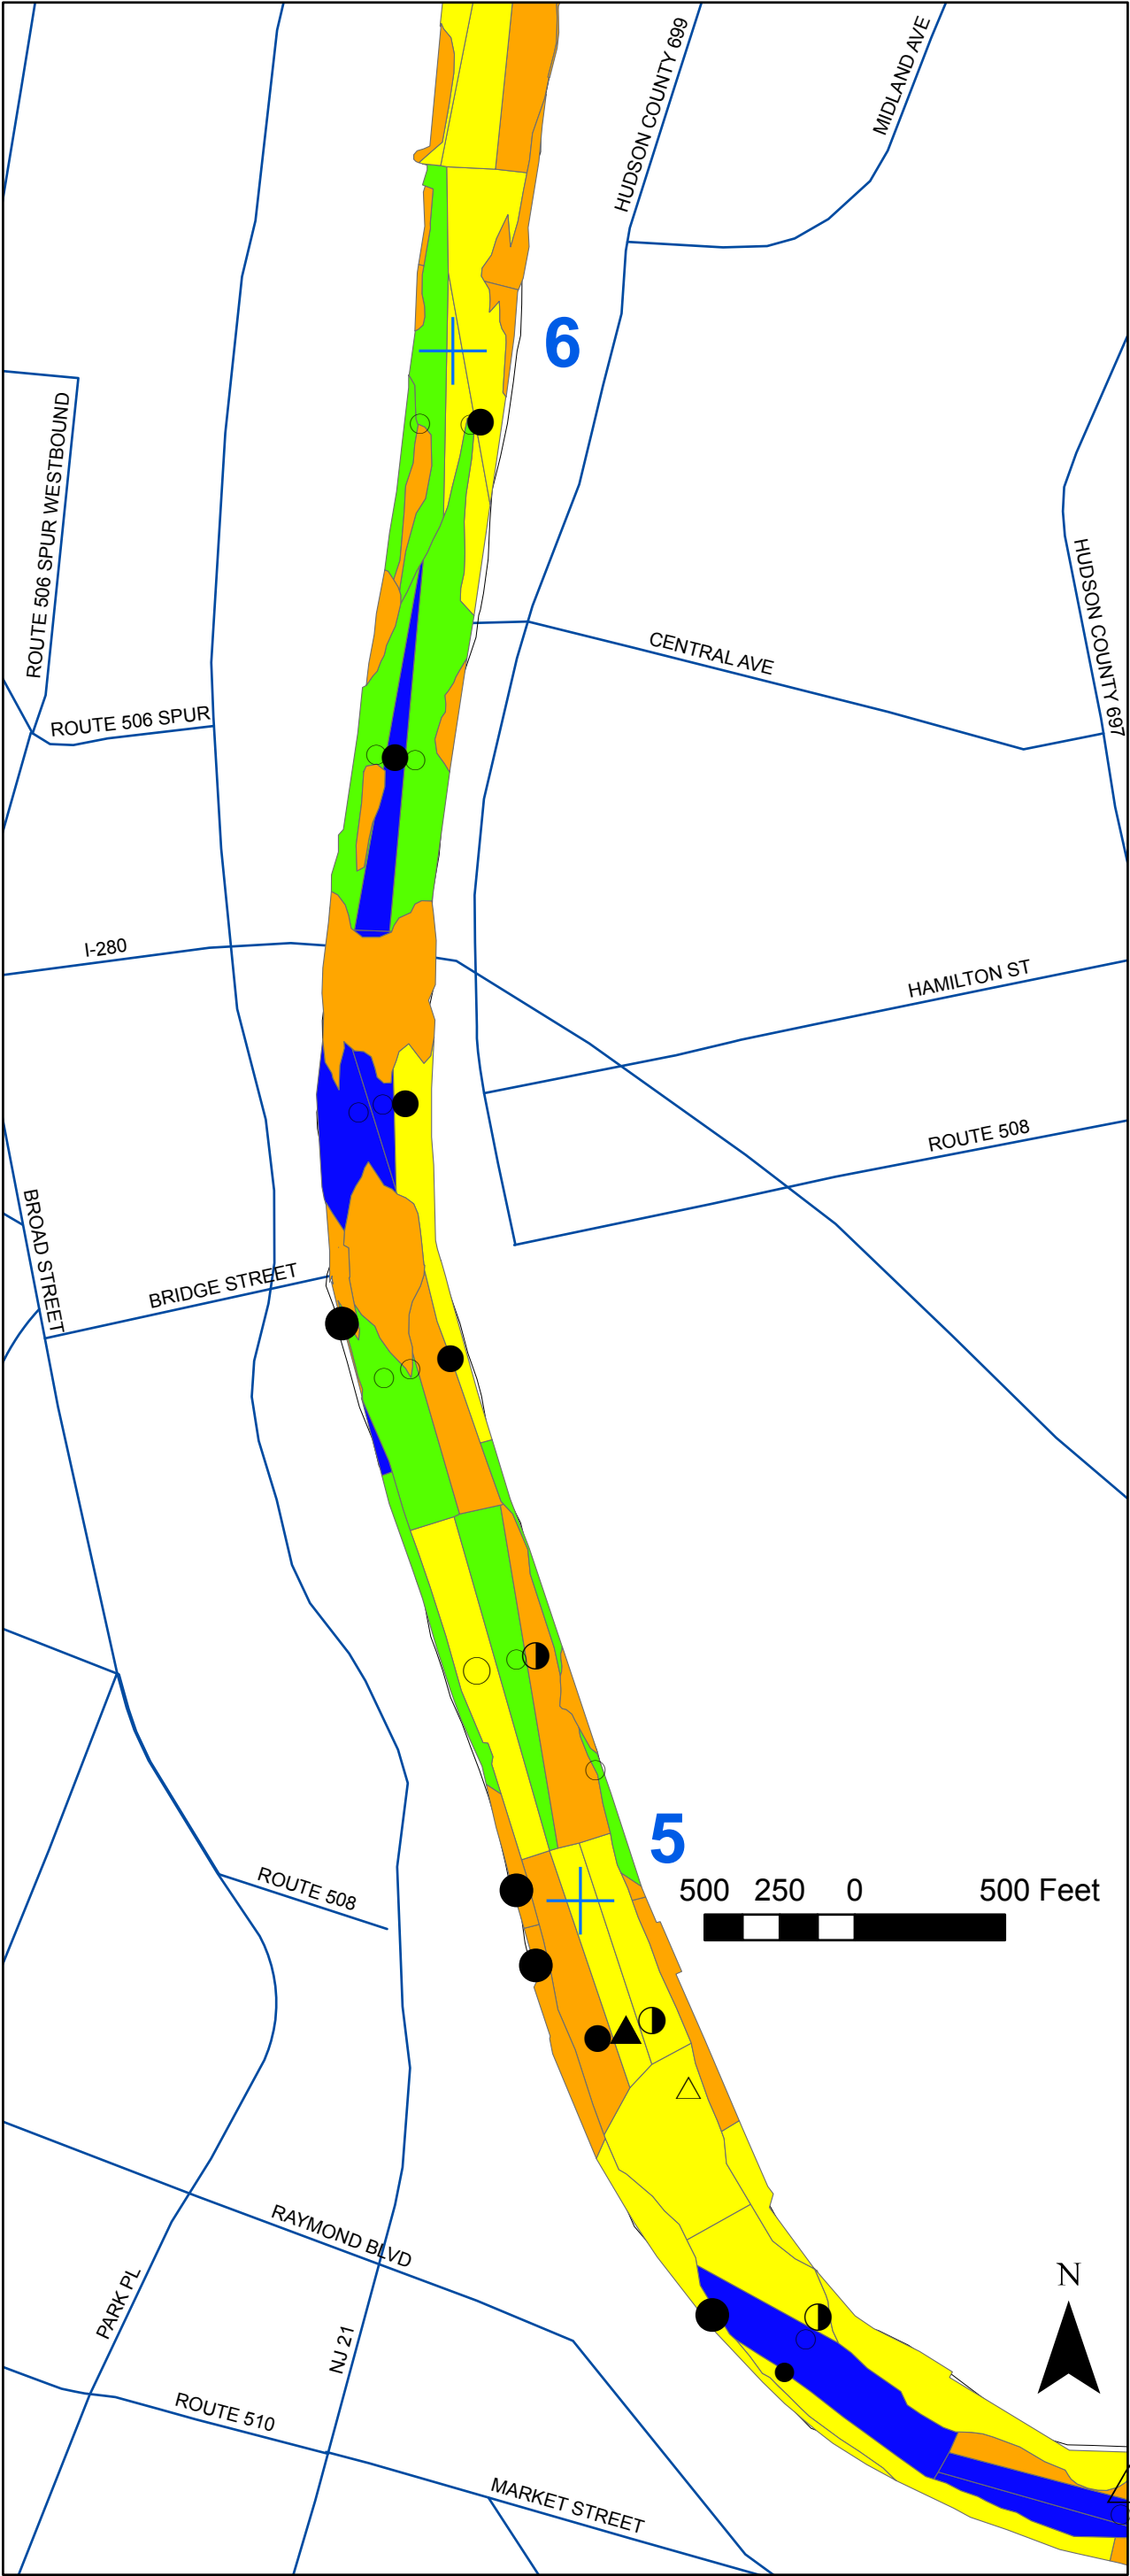 HUDSON COUNTY 699
MIDLAND AVE
6
ROUTE 506 SPUR WESTBOUND
HUDSON COUNTY 697
CENTRAL AVE
ROUTE 506 SPUR
I-280
HAMILTON ST
ROUTE 508
BROAD STREET
BRIDGE STREET
5
500 250 0 500 Feet
ROUTE 508
RAYMOND BLVD
PARK PL
NJ 21
N
ROUTE 510
MARKET STREET